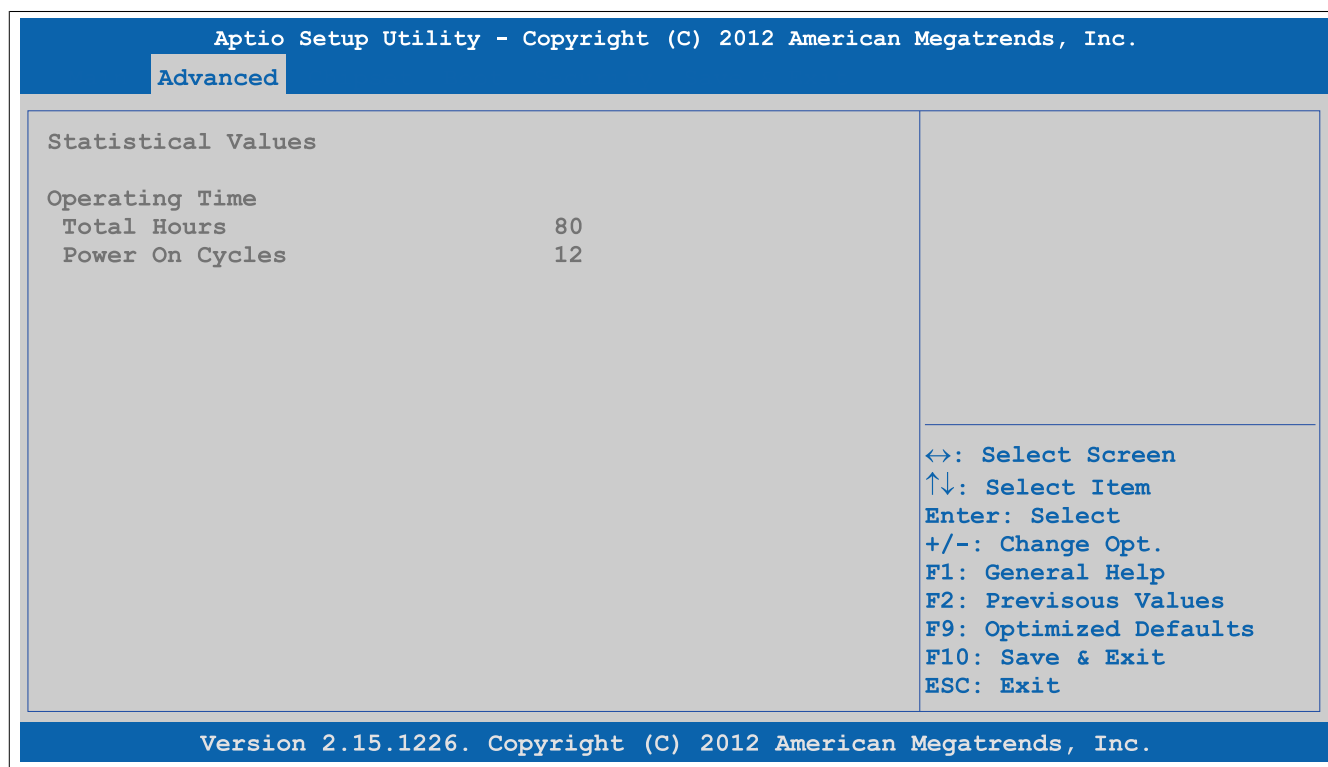 Aptio Setup Utility - Copyright (C) 2012 American Megatrends, Inc.
Advanced
Statistical Values
Operating Time
Total Hours 80
Power On Cycles 12
↔: Select Screen
↑↓: Select Item
Enter: Select
+/-: Change Opt.
F1: General Help
F2: Previsous Values
F9: Optimized Defaults
F10: Save & Exit
ESC: Exit
Version 2.15.1226. Copyright (C) 2012 American Megatrends, Inc.